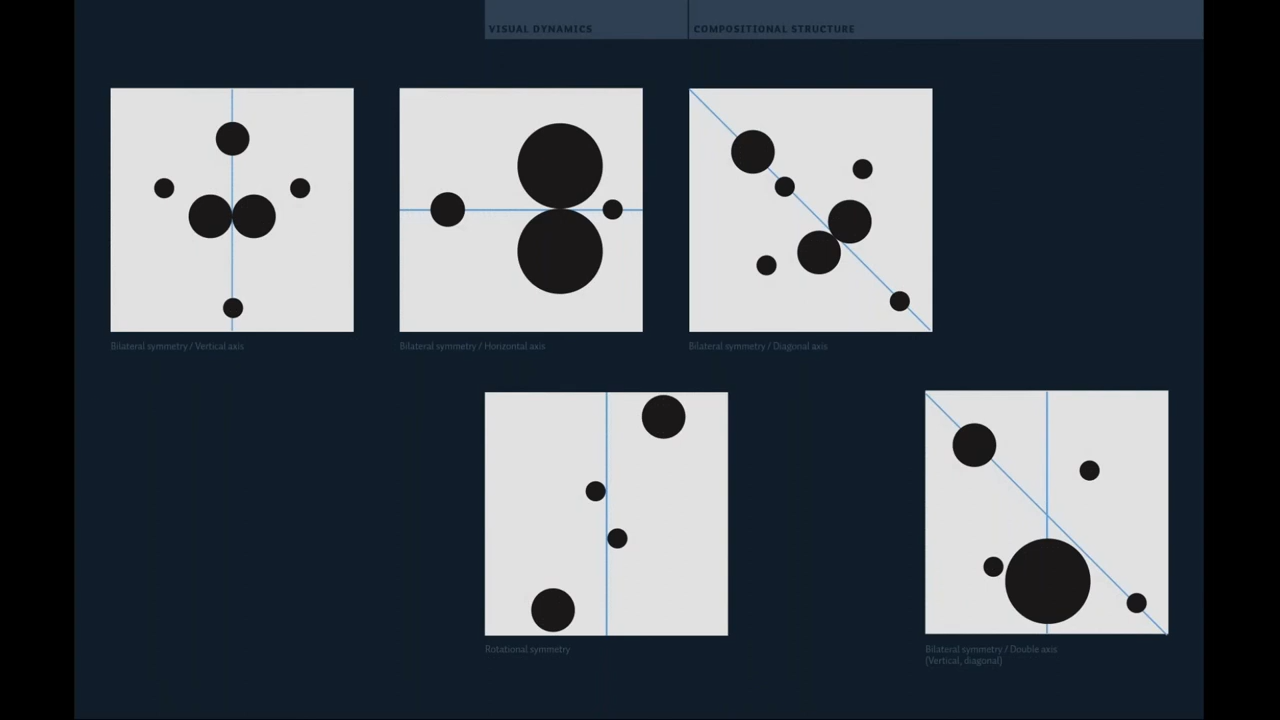 VISUAL DYNAMICS
COMPOSITIONAL STRUCTURE
Bilateral symmetry / Vertical axis
Bilateral symmetry / Horizontal axis
Bilateral symmetry / Diagonal axis
Rotational symmetry
Bilateral symmetry / Double axis
(Vertical, diagonal)